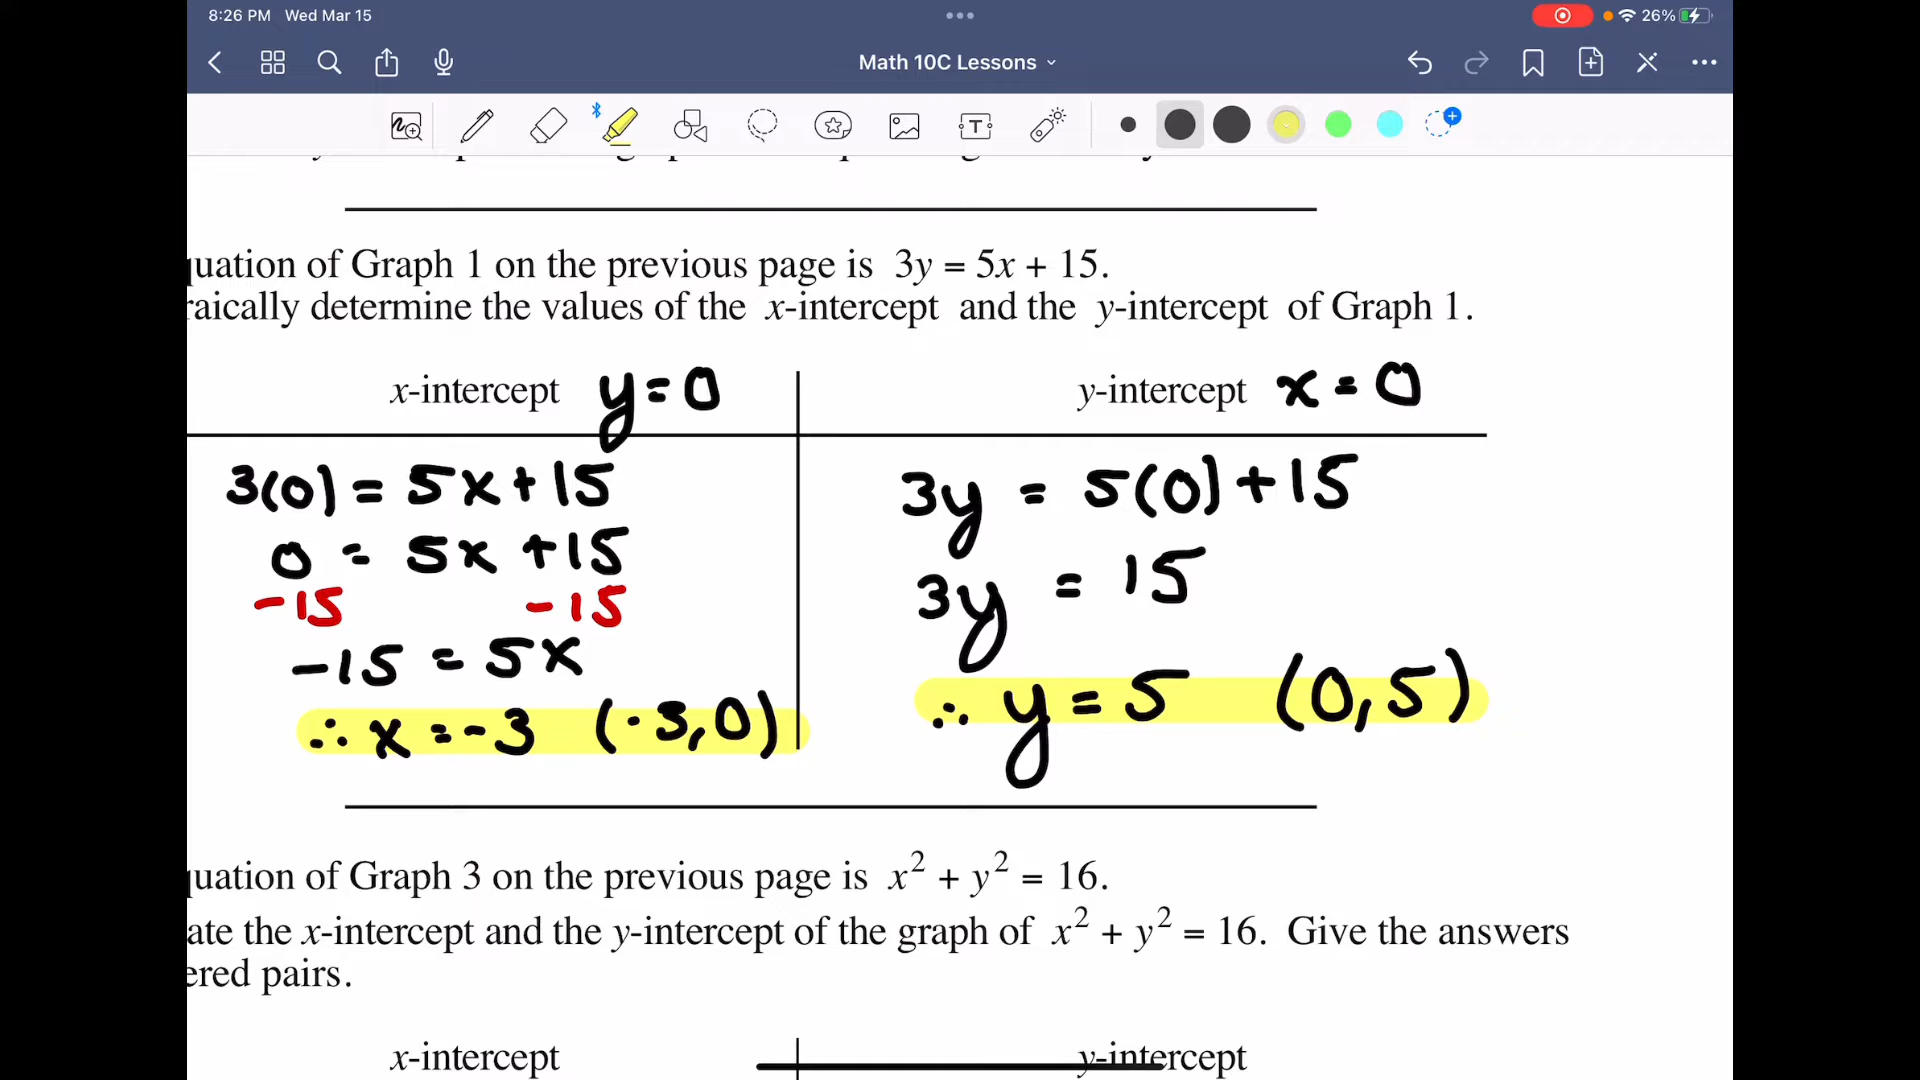 8:26 PM Wed Mar 15
26%
Math 10C Lessons
T
quation of Graph 1 on the previous page is 3y = 5x + 15.
raically determine the values of the x-intercept and the y-intercept of Graph 1.
x-intercept y=0
3(0) = 5x+15
0 = 5x +15
-15 -15
-15 = 5x
∴ x = -3 (-3,0)
y-intercept x = 0
3y = 5(0)+15
3y = 15
∴ y = 5 (0,5)
quation of Graph 3 on the previous page is x² + y² = 16.
ate the x-intercept and the y-intercept of the graph of x² + y² = 16. Give the answers
ered pairs.
x-intercept y-intercept